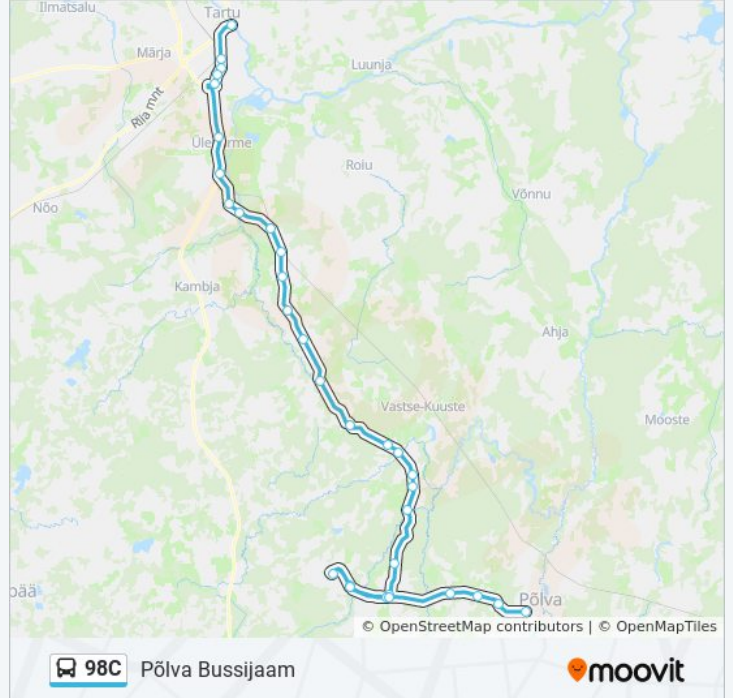 Ilmatsalu
Tartu
Märja
Luunja
Riia mnt
Roiu
Võnnu
Nõo
Kambja
Ahja
Vastse-Kuuste
Mooste
pää
Põlva
© OpenStreetMap contributors | © OpenMapTiles
98C Põlva Bussijaam
moovit